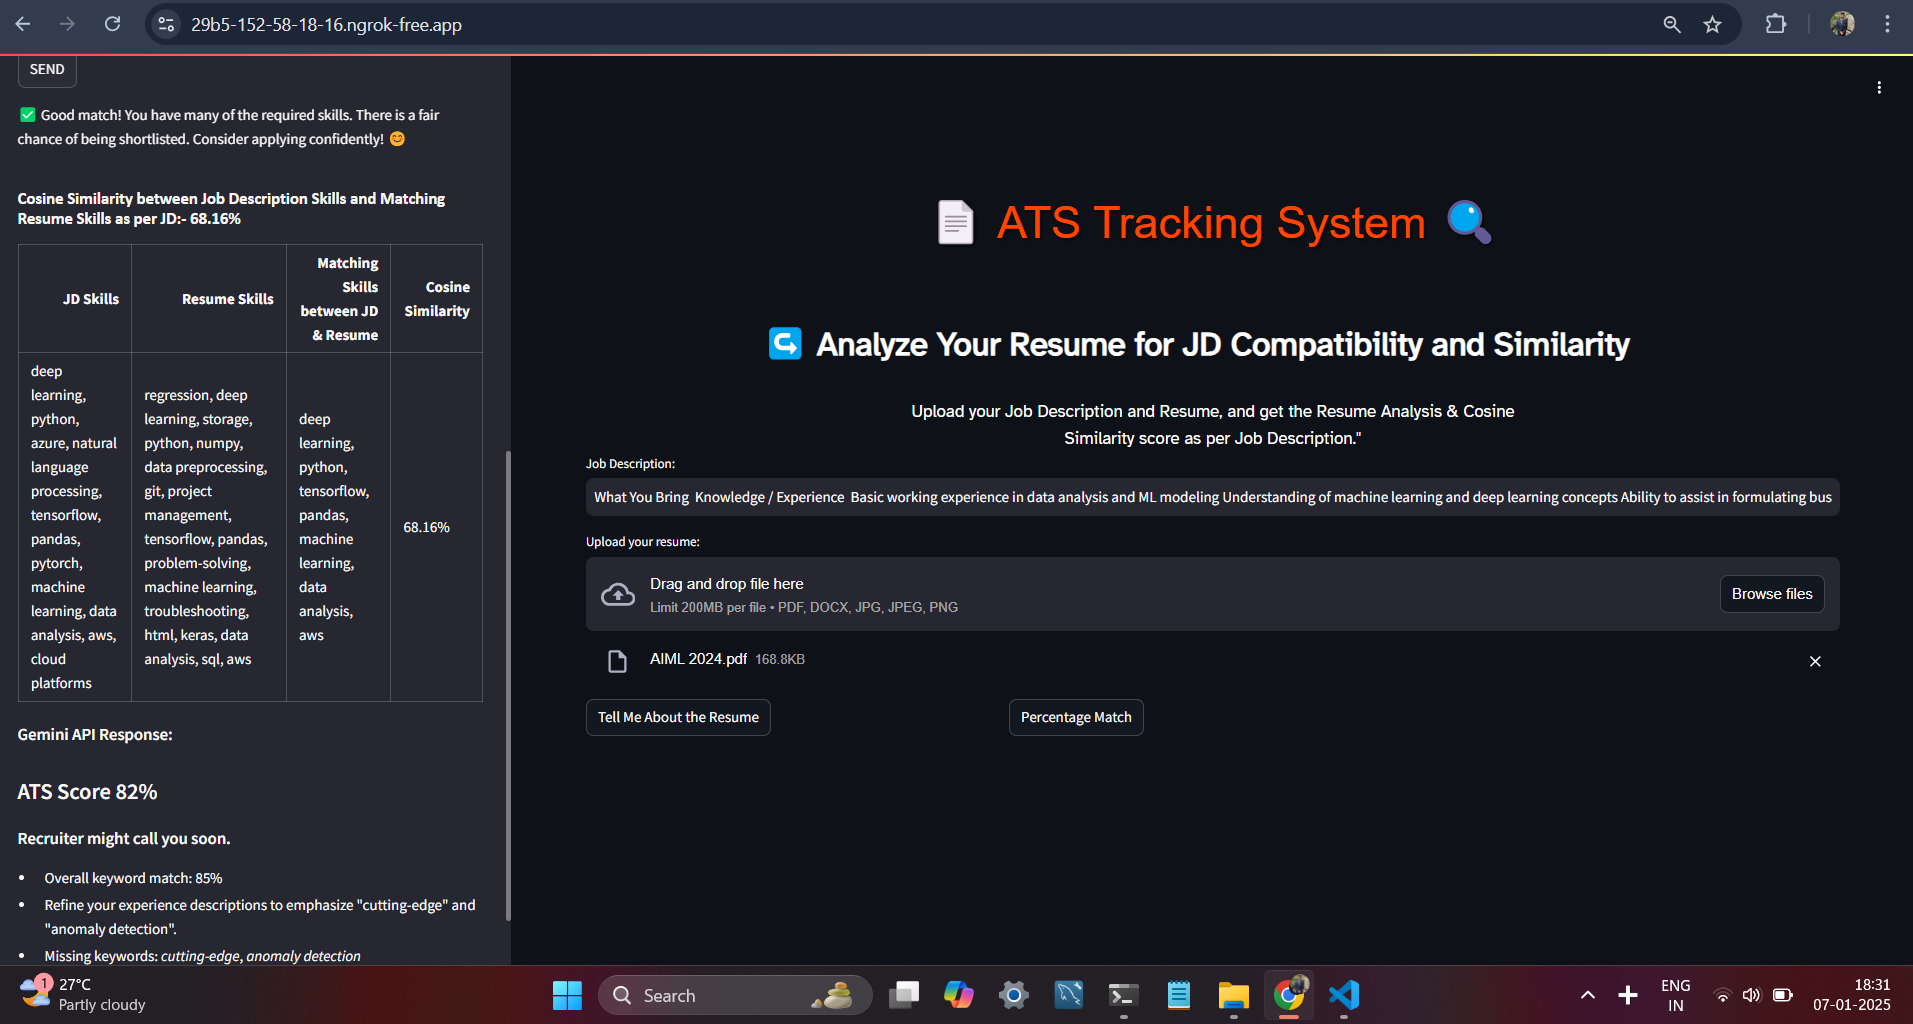 29b5-152-58-18-16.ngrok-free.app
SEND
✅ Good match! You have many of the required skills. There is a fair
chance of being shortlisted. Consider applying confidently! 😊
Cosine Similarity between Job Description Skills and Matching
Resume Skills as per JD:- 68.16%
JD Skills
Resume Skills
Matching
Skills
between JD
& Resume
Cosine
Similarity
deep
learning,
python,
azure, natural
language
processing,
tensorflow,
pandas,
pytorch,
machine
learning, data
analysis, aws,
cloud
platforms
regression, deep
learning, storage,
python, numpy,
data preprocessing,
git, project
management,
tensorflow, pandas,
problem-solving,
machine learning,
troubleshooting,
html, keras, data
analysis, sql, aws
deep
learning,
python,
tensorflow,
pandas,
machine
learning,
data
analysis,
aws
68.16%
Gemini API Response:
ATS Score 82%
Recruiter might call you soon.
• Overall keyword match: 85%
• Refine your experience descriptions to emphasize "cutting-edge" and
"anomaly detection".
• Missing keywords: cutting-edge, anomaly detection
ATS Tracking System
Analyze Your Resume for JD Compatibility and Similarity
Upload your Job Description and Resume, and get the Resume Analysis & Cosine
Similarity score as per Job Description."
Job Description:
What You Bring Knowledge / Experience Basic working experience in data analysis and ML modeling Understanding of machine learning and deep learning concepts Ability to assist in formulating bus
Upload your resume:
Drag and drop file here
Limit 200MB per file • PDF, DOCX, JPG, JPEG, PNG
Browse files
AIML 2024.pdf 168.8KB
Tell Me About the Resume
Percentage Match
1
27°C
Partly cloudy
Search
ENG
IN
18:31
07-01-2025